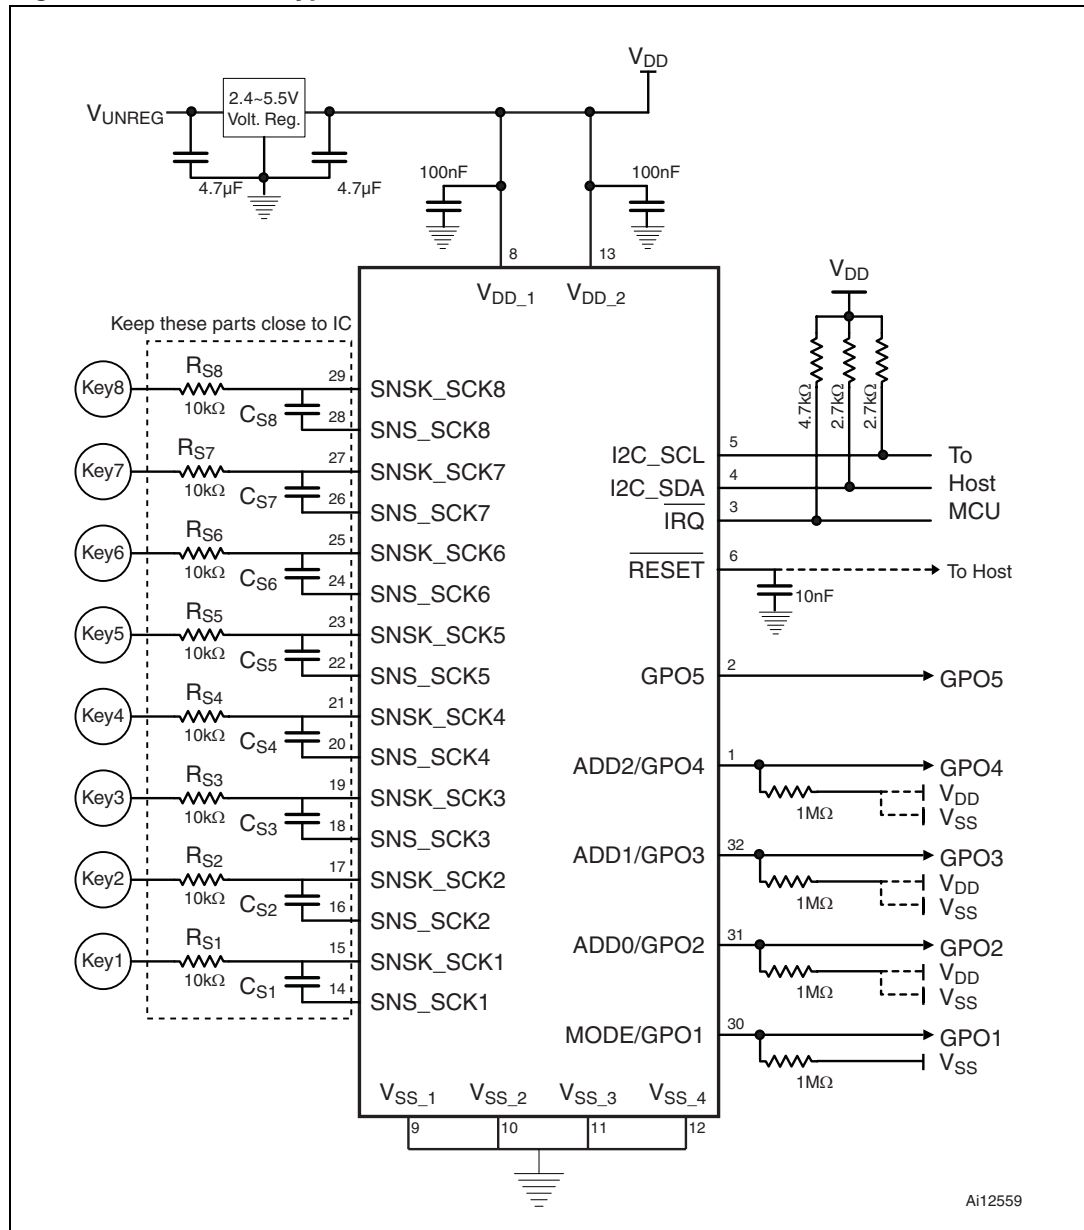 VDD
VUNREG
2.4~5.5V
Volt. Reg.
4.7µF
4.7µF
100nF
100nF
8
13
VDD_1
VDD_2
VDD
4.7kΩ
2.7kΩ
2.7kΩ
Keep these parts close to IC
Key8
RS8
10kΩ
CS8
29
28
SNSK_SCK8
SNS_SCK8
Key7
RS7
10kΩ
CS7
27
26
SNSK_SCK7
SNS_SCK7
Key6
RS6
10kΩ
CS6
25
24
SNSK_SCK6
SNS_SCK6
Key5
RS5
10kΩ
CS5
23
22
SNSK_SCK5
SNS_SCK5
Key4
RS4
10kΩ
CS4
21
20
SNSK_SCK4
SNS_SCK4
Key3
RS3
10kΩ
CS3
19
18
SNSK_SCK3
SNS_SCK3
Key2
RS2
10kΩ
CS2
17
16
SNSK_SCK2
SNS_SCK2
Key1
RS1
10kΩ
CS1
15
14
SNSK_SCK1
SNS_SCK1
I2C_SCL
5
To
I2C_SDA
4
Host
IRQ
3
MCU
RESET
6
To Host
10nF
GPO5
2
GPO5
ADD2/GPO4
1
GPO4
1MΩ
VDD
VSS
ADD1/GPO3
32
GPO3
1MΩ
VDD
VSS
ADD0/GPO2
31
GPO2
1MΩ
VDD
VSS
MODE/GPO1
30
GPO1
1MΩ
VSS
VSS_1
VSS_2
VSS_3
VSS_4
9
10
11
12
Ai12559